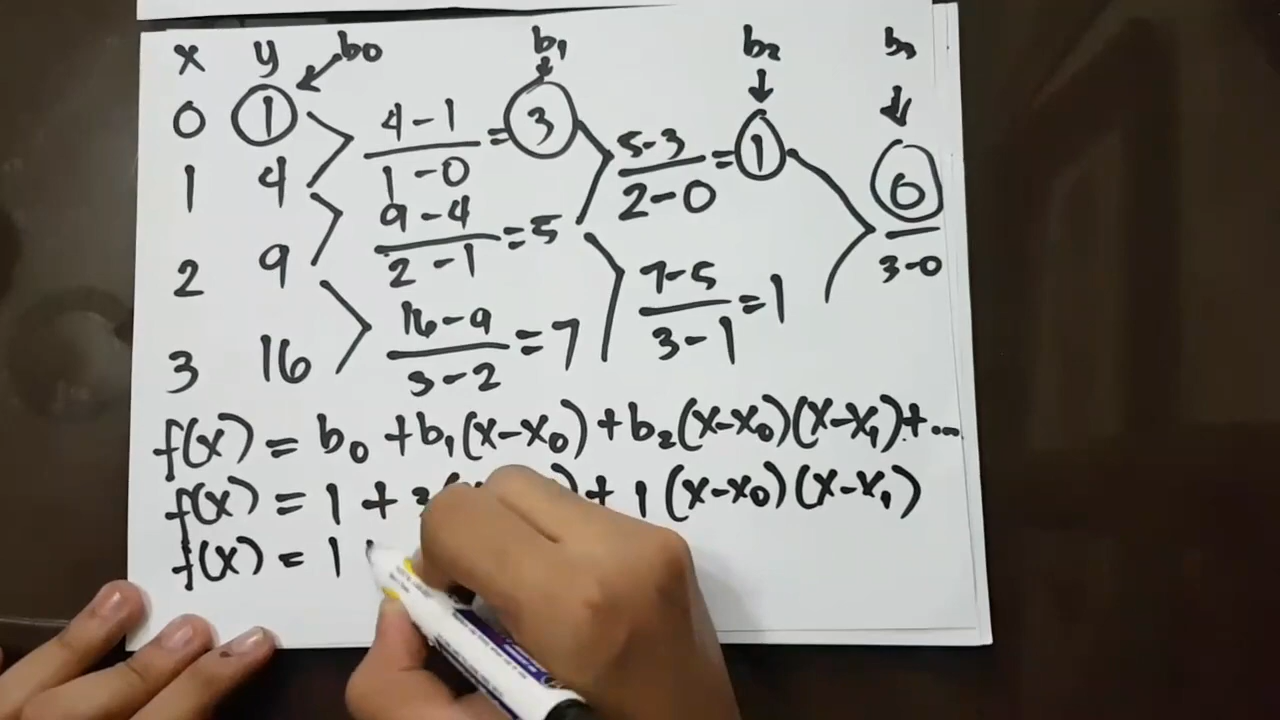 x y b0 b1 b2 b3
0 1 4-1/1-0 = 3 5-3/2-0 = 1 0/3-0
1 4 9-4/2-1 = 5
2 9 7-5/3-1 = 1
3 16 16-9/3-2 = 7
f(x) = b0 + b1(x-x0) + b2(x-x0)(x-x1) + ...
f(x) = 1 + + 1(x-x0)(x-x1)
f(x) = 1